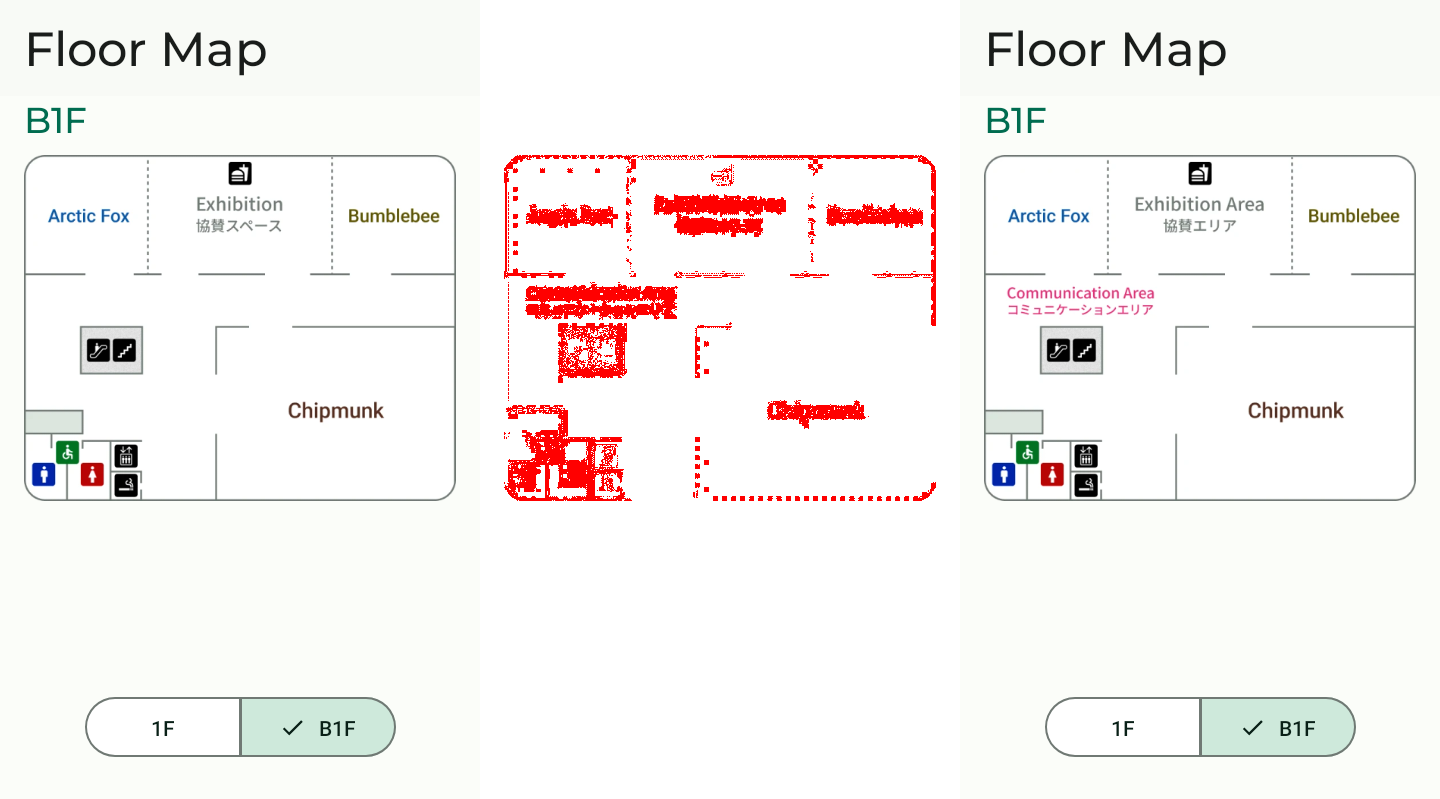 Floor Map
B1F
Arctic Fox
Exhibition
協賛スペース
Bumblebee
Chipmunk
1F
B1F
Floor Map
B1F
Arctic Fox
Exhibition Area
協賛エリア
Bumblebee
Communication Area
コミュニケーションエリア
Chipmunk
1F
B1F